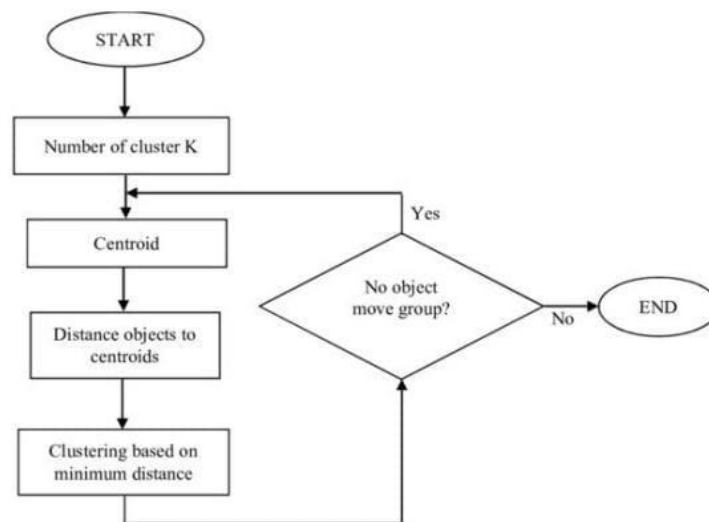 START
Number of cluster K
Centroid
Distance objects to
centroids
Clustering based on
minimum distance
Yes
No object
move group?
No
END